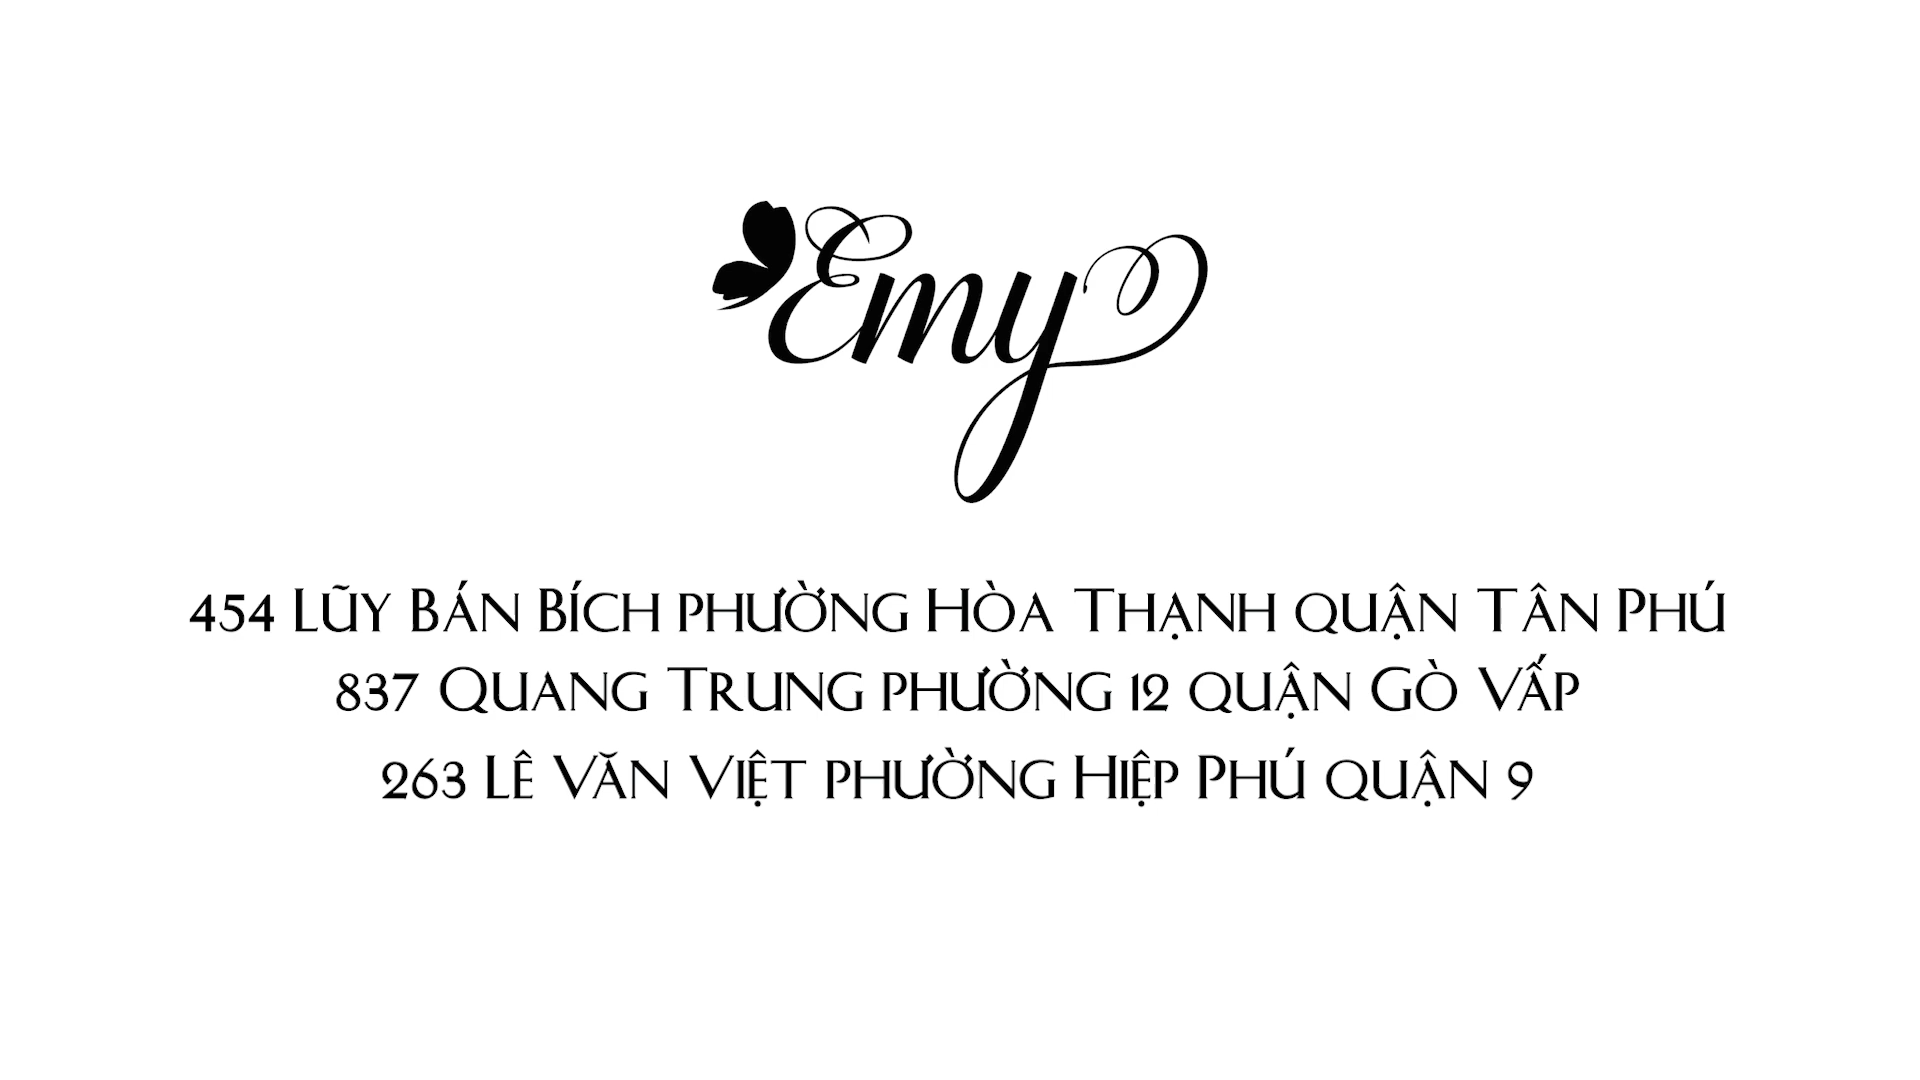 Emy
454 Lũy Bán Bích phường Hòa Thạnh quận Tân Phú
837 Quang Trung phường 12 quận Gò Vấp
263 Lê Văn Việt phường Hiệp Phú quận 9